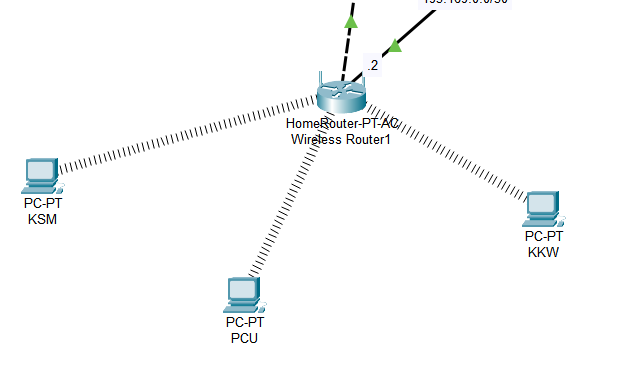 .2
HomeRouter-PT-AC
Wireless Router1
PC-PT
KSM
PC-PT
KKW
PC-PT
PCU